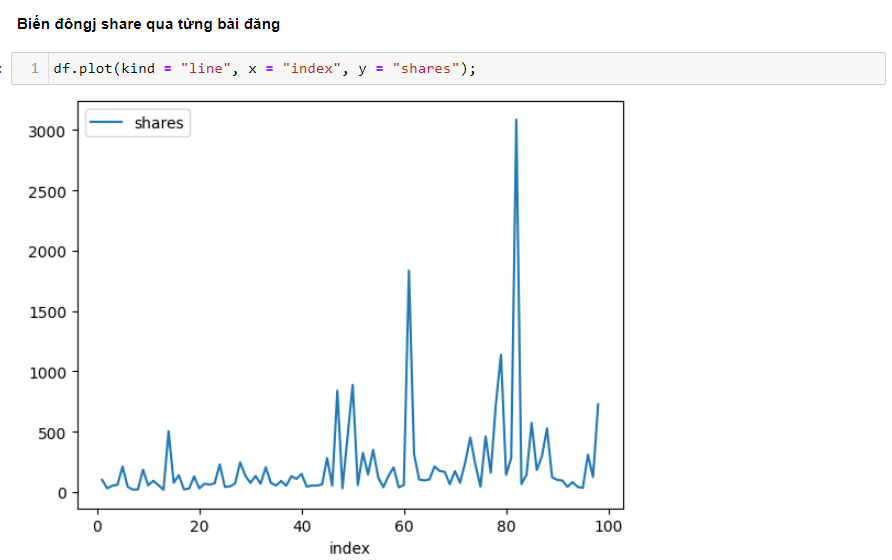 Biến đôngj share qua từng bài đăng
: 1 df.plot(kind = "line", x = "index", y = "shares");
shares
3000
2500
2000
1500
1000
500
0
0 20 40 60 80 100
index